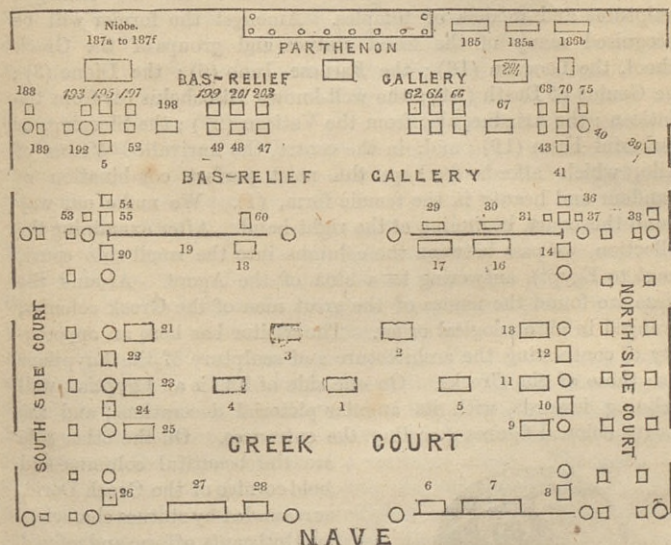 Niobe.
187a to 187f
PARTHENON
185 185a 185b
BAS-RELIEF GALLERY
188 193 195 197 198 199 201 203 62 64 66 67 68 70 75
189 192 5 52 49 48 47 43 40 39
41
BAS-RELIEF GALLERY
54 36
53 55 60 29 30 31 37 38
20 19 18 17 16 14
21 3 2 13
22 12
23 4 1 5 11
24 10
25 9
SOUTH SIDE COURT
NORTH SIDE COURT
GREEK COURT
26 27 28 6 7 8
NAVE